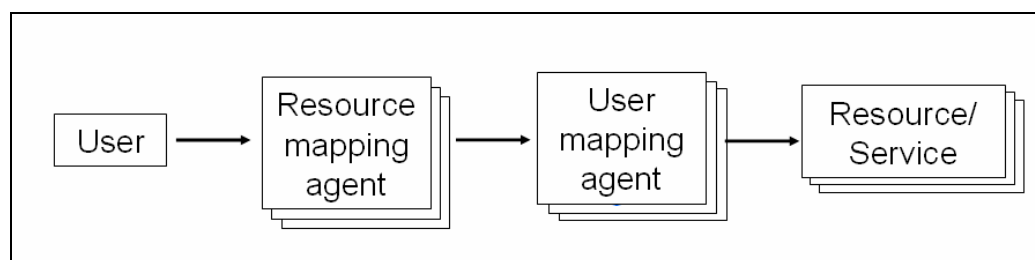 User
Resource
mapping
agent
User
mapping
agent
Resource/
Service